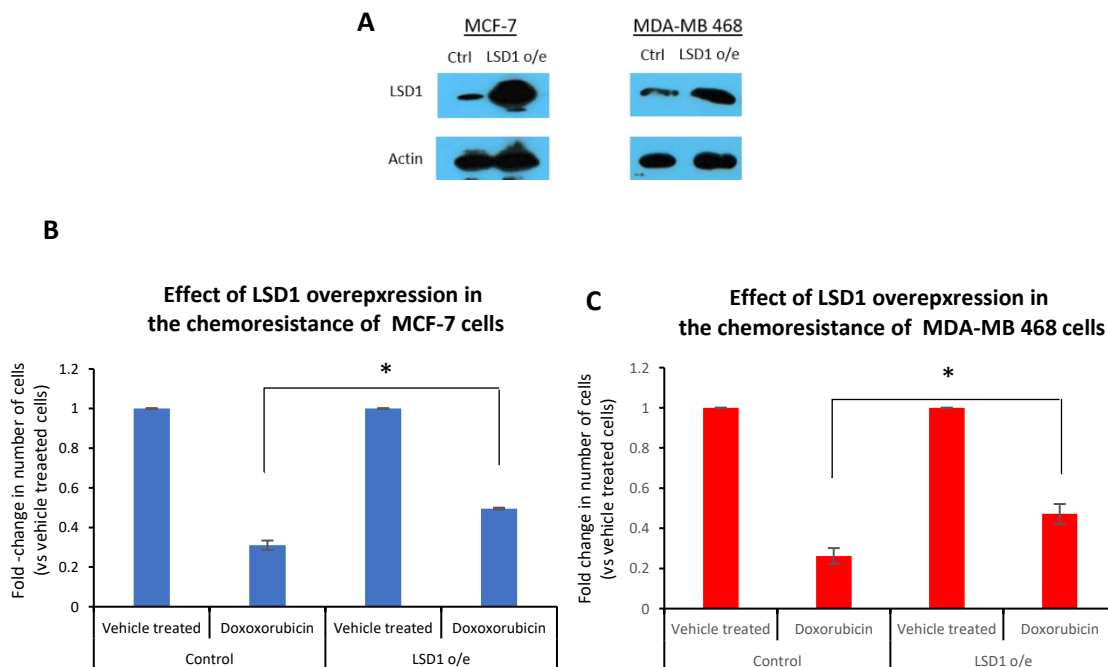 A
MCF-7
MDA-MB 468
Ctrl LSD1 o/e
Ctrl LSD1 o/e
LSD1
Actin
B
Effect of LSD1 overepxression in
the chemoresistance of MCF-7 cells
Fold -change in number of cells
(vs vehicle treaeted cells)
1.2
1
0.8
0.6
0.4
0.2
0
*
Vehicle treated
Doxoxorubicin
Vehicle treated
Doxoxorubicin
Control
LSD1 o/e
C
Effect of LSD1 overepxression in
the chemoresistance of MDA-MB 468 cells
Fold change in number of cells
(vs vehicle treated cells)
1.2
1
0.8
0.6
0.4
0.2
0
*
Vehicle treated
Doxorubicin
Vehicle treated
Doxorubicin
Control
LSD1 o/e